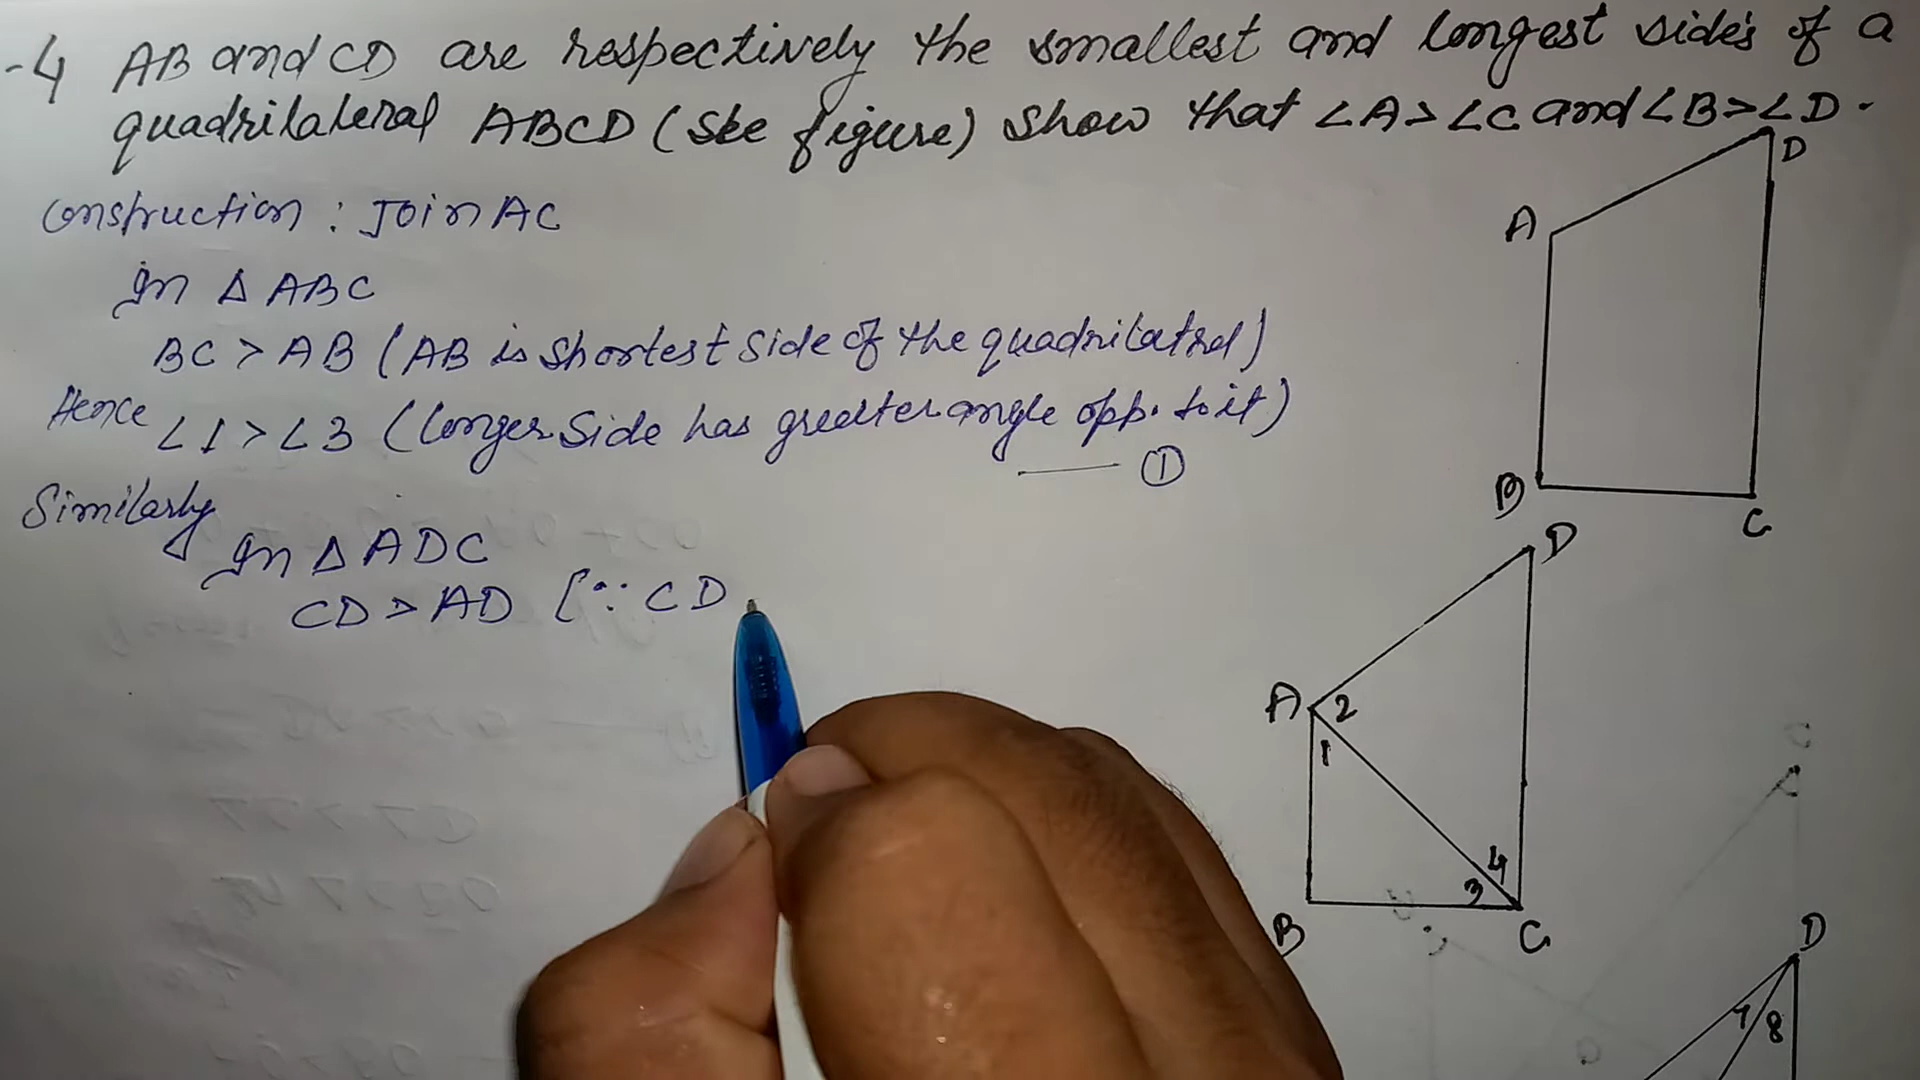 -4 AB and CD are respectively the smallest and longest sides of a
quadrilateral ABCD (see figure) show that ∠A > ∠C and ∠B > ∠D.
Construction : Join AC
In △ ABC
BC > AB (AB is shortest side of the quadrilatral)
Hence ∠1 > ∠3 (longer side has greater angle opp. to it)
—— ①
Similarly
In △ ADC
CD > AD [∵ CD
D
A
B
C
D
A 2
1
4
3
B
C
D
7 8